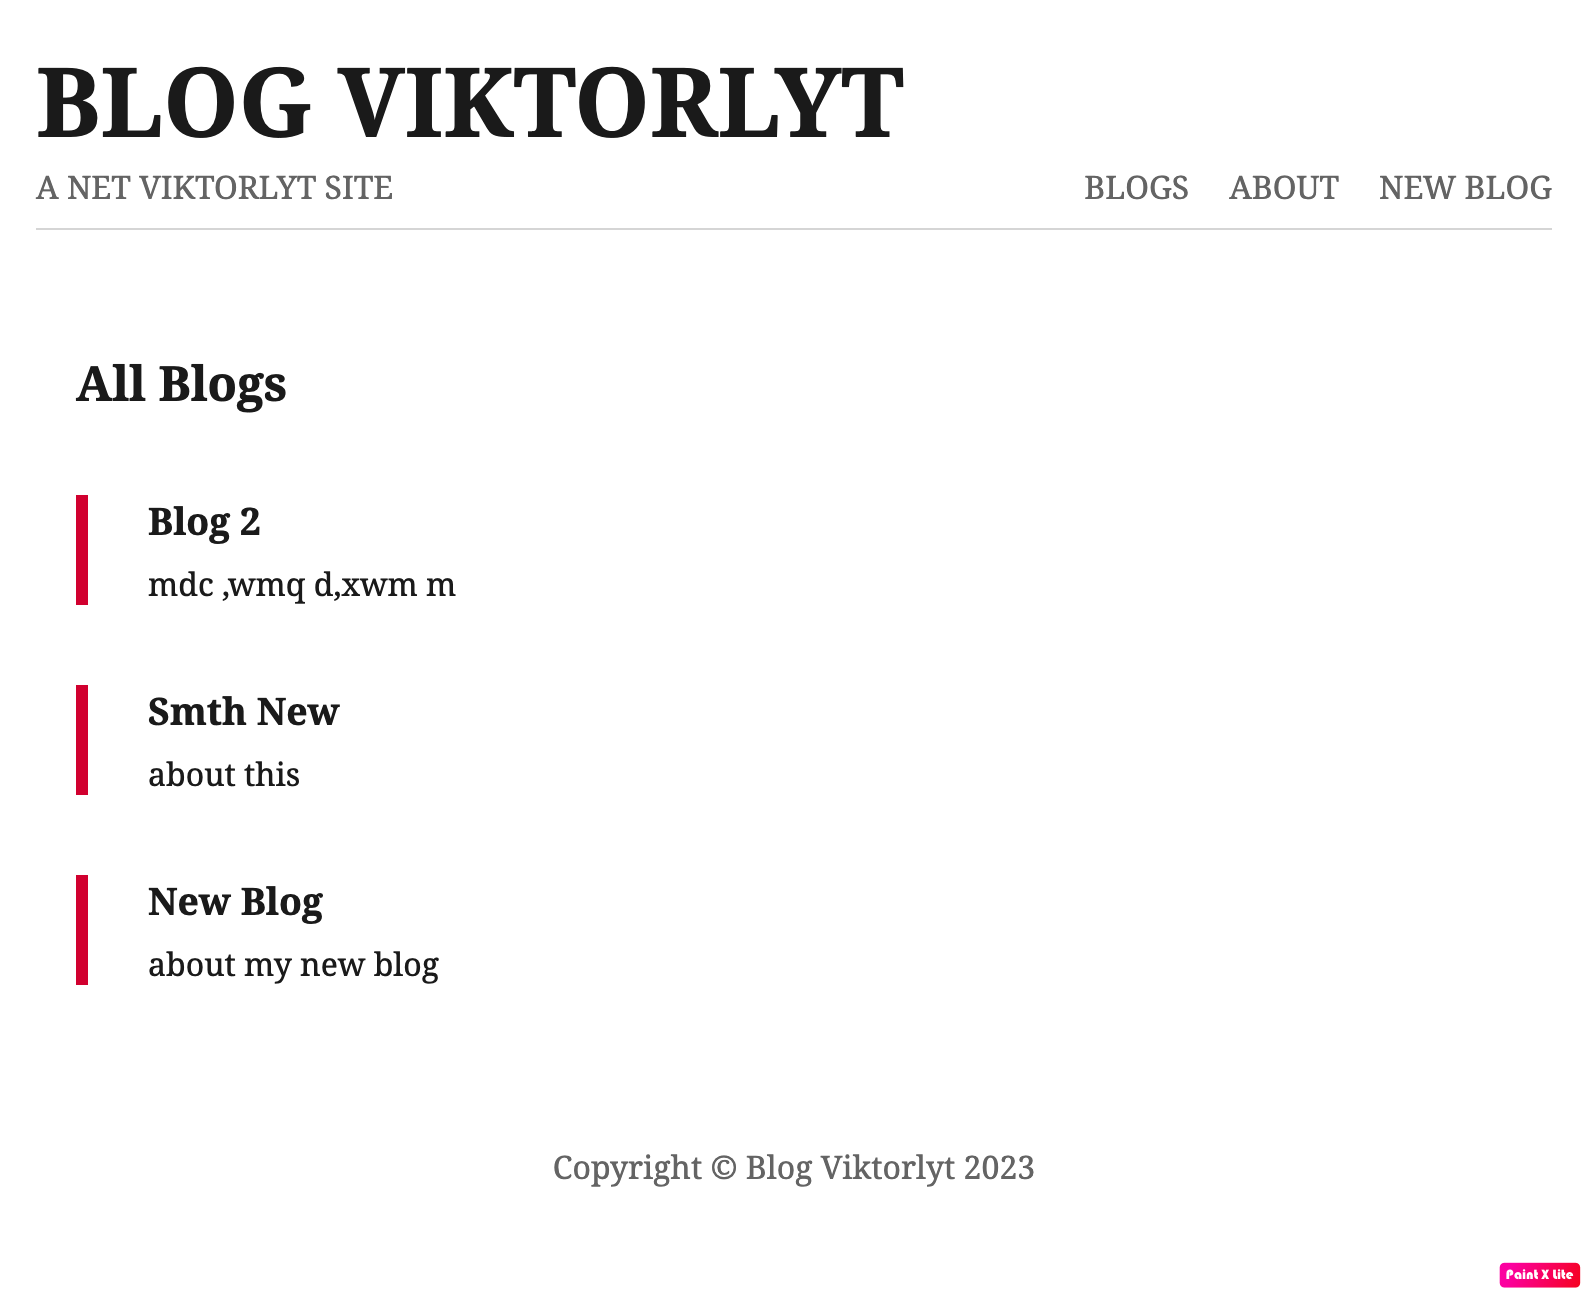 BLOG VIKTORLYT
A NET VIKTORLYT SITE
BLOGS ABOUT NEW BLOG
All Blogs
Blog 2
mdc ,wmq d,xwm m
Smth New
about this
New Blog
about my new blog
Copyright © Blog Viktorlyt 2023
Paint X Lite